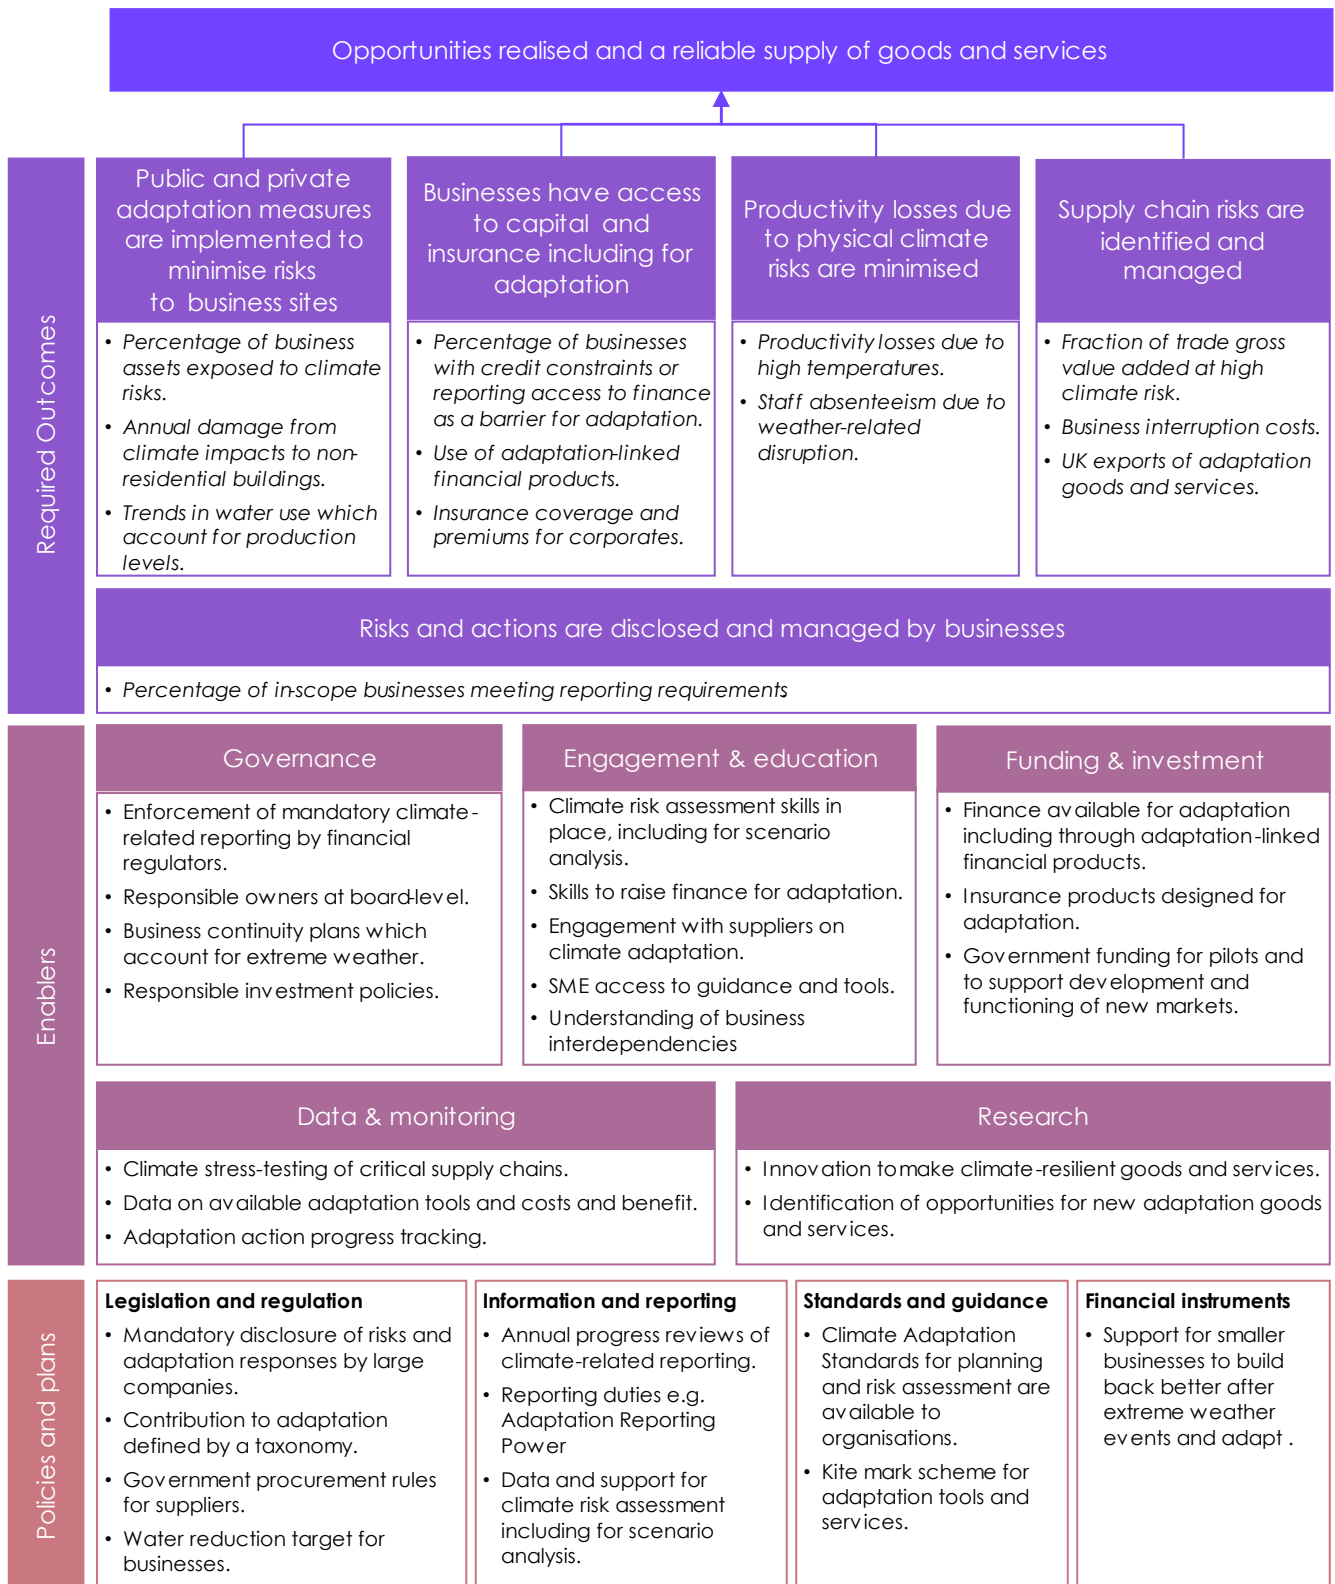 Opportunities realised and a reliable supply of goods and services
Required Outcomes
Public and private
adaptation measures
are implemented to
minimise risks
to business sites
• Percentage of business
assets exposed to climate
risks.
• Annual damage from
climate impacts to non-
residential buildings.
• Trends in water use which
account for production
levels.
Businesses have access
to capital and
insurance including for
adaptation
• Percentage of businesses
with credit constraints or
reporting access to finance
as a barrier for adaptation.
• Use of adaptation-linked
financial products.
• Insurance coverage and
premiums for corporates.
Productivity losses due
to physical climate
risks are minimised
• Productivity losses due to
high temperatures.
• Staff absenteeism due to
weather-related
disruption.
Supply chain risks are
identified and
managed
• Fraction of trade gross
value added at high
climate risk.
• Business interruption costs.
• UK exports of adaptation
goods and services.
Risks and actions are disclosed and managed by businesses
• Percentage of in-scope businesses meeting reporting requirements
Enablers
Governance
• Enforcement of mandatory climate-
related reporting by financial
regulators.
• Responsible owners at board-level.
• Business continuity plans which
account for extreme weather.
• Responsible investment policies.
Engagement & education
• Climate risk assessment skills in
place, including for scenario
analysis.
• Skills to raise finance for adaptation.
• Engagement with suppliers on
climate adaptation.
• SME access to guidance and tools.
• Understanding of business
interdependencies
Funding & investment
• Finance available for adaptation
including through adaptation-linked
financial products.
• Insurance products designed for
adaptation.
• Government funding for pilots and
to support development and
functioning of new markets.
Data & monitoring
• Climate stress-testing of critical supply chains.
• Data on available adaptation tools and costs and benefit.
• Adaptation action progress tracking.
Research
• Innovation to make climate-resilient goods and services.
• Identification of opportunities for new adaptation goods
and services.
Policies and plans
Legislation and regulation
• Mandatory disclosure of risks and
adaptation responses by large
companies.
• Contribution to adaptation
defined by a taxonomy.
• Government procurement rules
for suppliers.
• Water reduction target for
businesses.
Information and reporting
• Annual progress reviews of
climate-related reporting.
• Reporting duties e.g.
Adaptation Reporting
Power
• Data and support for
climate risk assessment
including for scenario
analysis.
Standards and guidance
• Climate Adaptation
Standards for planning
and risk assessment are
available to
organisations.
• Kite mark scheme for
adaptation tools and
services.
Financial instruments
• Support for smaller
businesses to build
back better after
extreme weather
events and adapt .